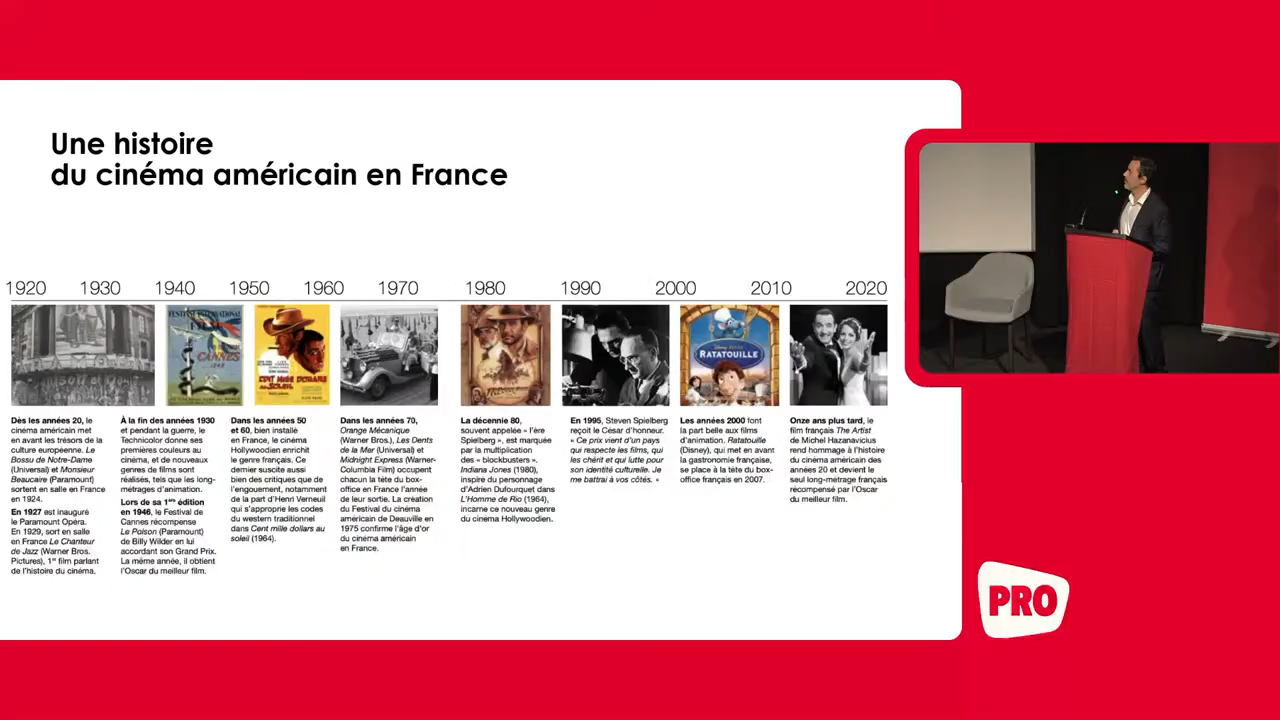 Une histoire
du cinéma américain en France
1920 1930 1940 1950 1960 1970 1980 1990 2000 2010 2020
FESTIVAL INTERNATIONAL
FILM
CANNES
CENT MILLE DOLLARS
AU SOLEIL
DISNEY PIXAR
RATATOUILLE
Dès les années 20, le
cinéma américain met
en avant les trésors de la
culture européenne. Le
Bossu de Notre-Dame
(Universal) et Monsieur
Beaucaire (Paramount)
sortent en salle en France
en 1924.
En 1927 est inauguré
le Paramount Opéra.
En 1929, sort en salle
en France Le Chanteur
de Jazz (Warner Bros.
Pictures), 1er film parlant
de l'histoire du cinéma.
À la fin des années 1930
et pendant la guerre, le
Technicolor donne ses
premières couleurs au
cinéma, et de nouveaux
genres de films sont
réalisés, tels que les long-
métrages d'animation.
Lors de sa 1ère édition
en 1946, le Festival de
Cannes récompense
Le Poison (Paramount)
de Billy Wilder en lui
accordant son Grand Prix.
La même année, il obtient
l'Oscar du meilleur film.
Dans les années 50
et 60, bien installé
en France, le cinéma
Hollywoodien enrichit
le genre français. Ce
dernier suscite aussi
bien des critiques que de
l'engouement, notamment
de la part d'Henri Verneuil
qui s'approprie les codes
du western traditionnel
dans Cent mille dollars au
soleil (1964).
Dans les années 70,
Orange Mécanique
(Warner Bros.), Les Dents
de la Mer (Universal) et
Midnight Express (Warner-
Columbia Film) occupent
chacun la tête du box-
office en France l'année
de leur sortie. La création
du Festival du cinéma
américain de Deauville en
1975 confirme l'âge d'or
du cinéma américain
en France.
La décennie 80,
souvent appelée « l'ère
Spielberg », est marquée
par la multiplication
des « blockbusters ».
Indiana Jones (1980),
inspiré du personnage
d'Adrien Dufourquet dans
L'Homme de Rio (1964),
incarne ce nouveau genre
du cinéma Hollywoodien.
En 1995, Steven Spielberg
reçoit le César d'honneur.
« Ce prix vient d'un pays
qui respecte les films, qui
les chérit et qui lutte pour
son identité culturelle. Je
me battrai à vos côtés. »
Les années 2000 font
la part belle aux films
d'animation. Ratatouille
(Disney), qui met en avant
la gastronomie française,
se place à la tête du box-
office français en 2007.
Onze ans plus tard, le
film français The Artist
de Michel Hazanavicius
rend hommage à l'histoire
du cinéma américain des
années 20 et devient le
seul long-métrage français
récompensé par l'Oscar
du meilleur film.
PRO